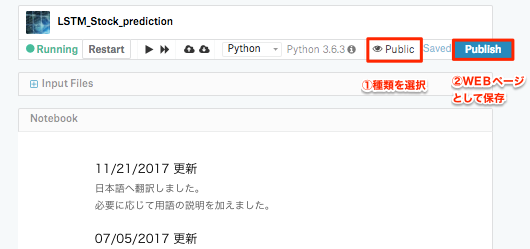 LSTM_Stock_prediction
Running Restart Python Python 3.6.3 Public Saved Publish
Input Files
①種類を選択
②WEBページ
として保存
Notebook
11/21/2017 更新
日本語へ翻訳しました。
必要に応じて用語の説明を加えました。
07/05/2017 更新